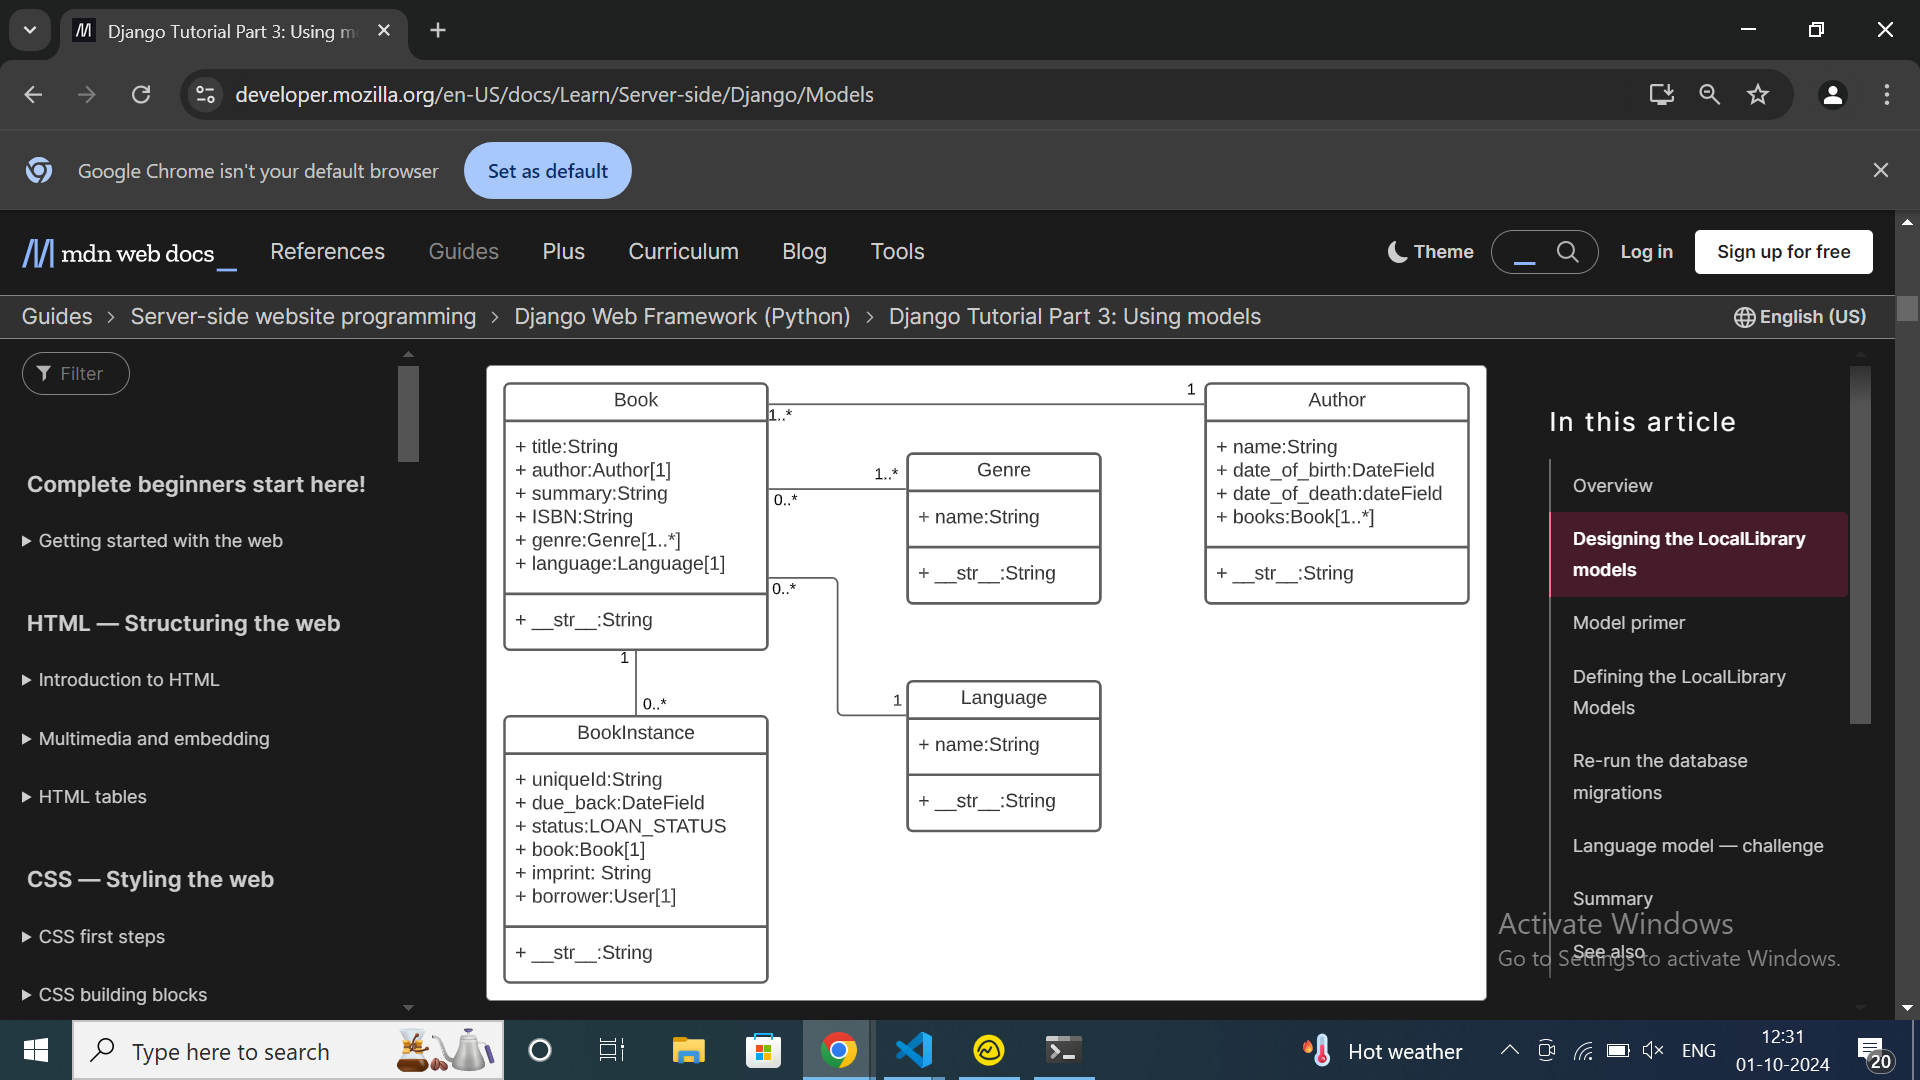 Django Tutorial Part 3: Using m
developer.mozilla.org/en-US/docs/Learn/Server-side/Django/Models
Google Chrome isn't your default browser
Set as default
mdn web docs_
References
Guides
Plus
Curriculum
Blog
Tools
Theme
Log in
Sign up for free
Guides > Server-side website programming > Django Web Framework (Python) > Django Tutorial Part 3: Using models
English (US)
Filter
Complete beginners start here!
Getting started with the web
HTML — Structuring the web
Introduction to HTML
Multimedia and embedding
HTML tables
CSS — Styling the web
CSS first steps
CSS building blocks
Book
+ title:String
+ author:Author[1]
+ summary:String
+ ISBN:String
+ genre:Genre[1..*]
+ language:Language[1]
+ __str__:String
1..*
1
Author
+ name:String
+ date_of_birth:DateField
+ date_of_death:dateField
+ books:Book[1..*]
+ __str__:String
0..*
1..*
Genre
+ name:String
+ __str__:String
0..*
1
Language
+ name:String
+ __str__:String
1
0..*
BookInstance
+ uniqueId:String
+ due_back:DateField
+ status:LOAN_STATUS
+ book:Book[1]
+ imprint: String
+ borrower:User[1]
+ __str__:String
In this article
Overview
Designing the LocalLibrary
models
Model primer
Defining the LocalLibrary
Models
Re-run the database
migrations
Language model — challenge
Summary
See also
Activate Windows
Go to Settings to activate Windows.
Type here to search
Hot weather
ENG
12:31
01-10-2024
20